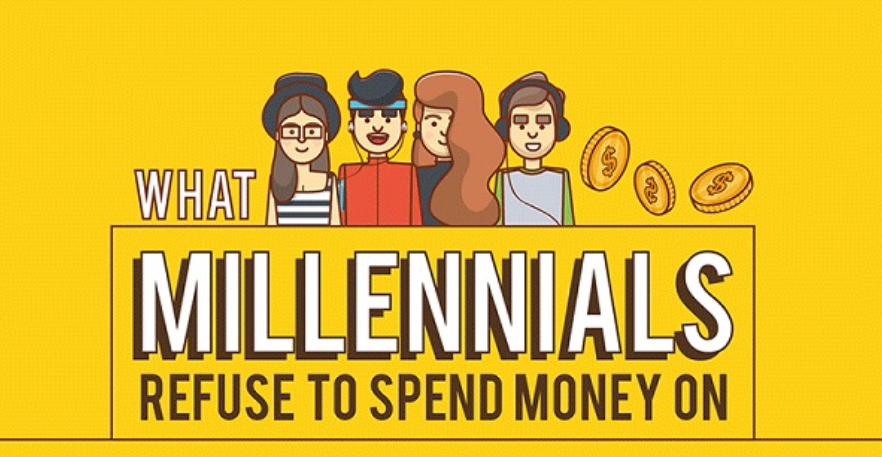 WHAT
MILLENNIALS
REFUSE TO SPEND MONEY ON